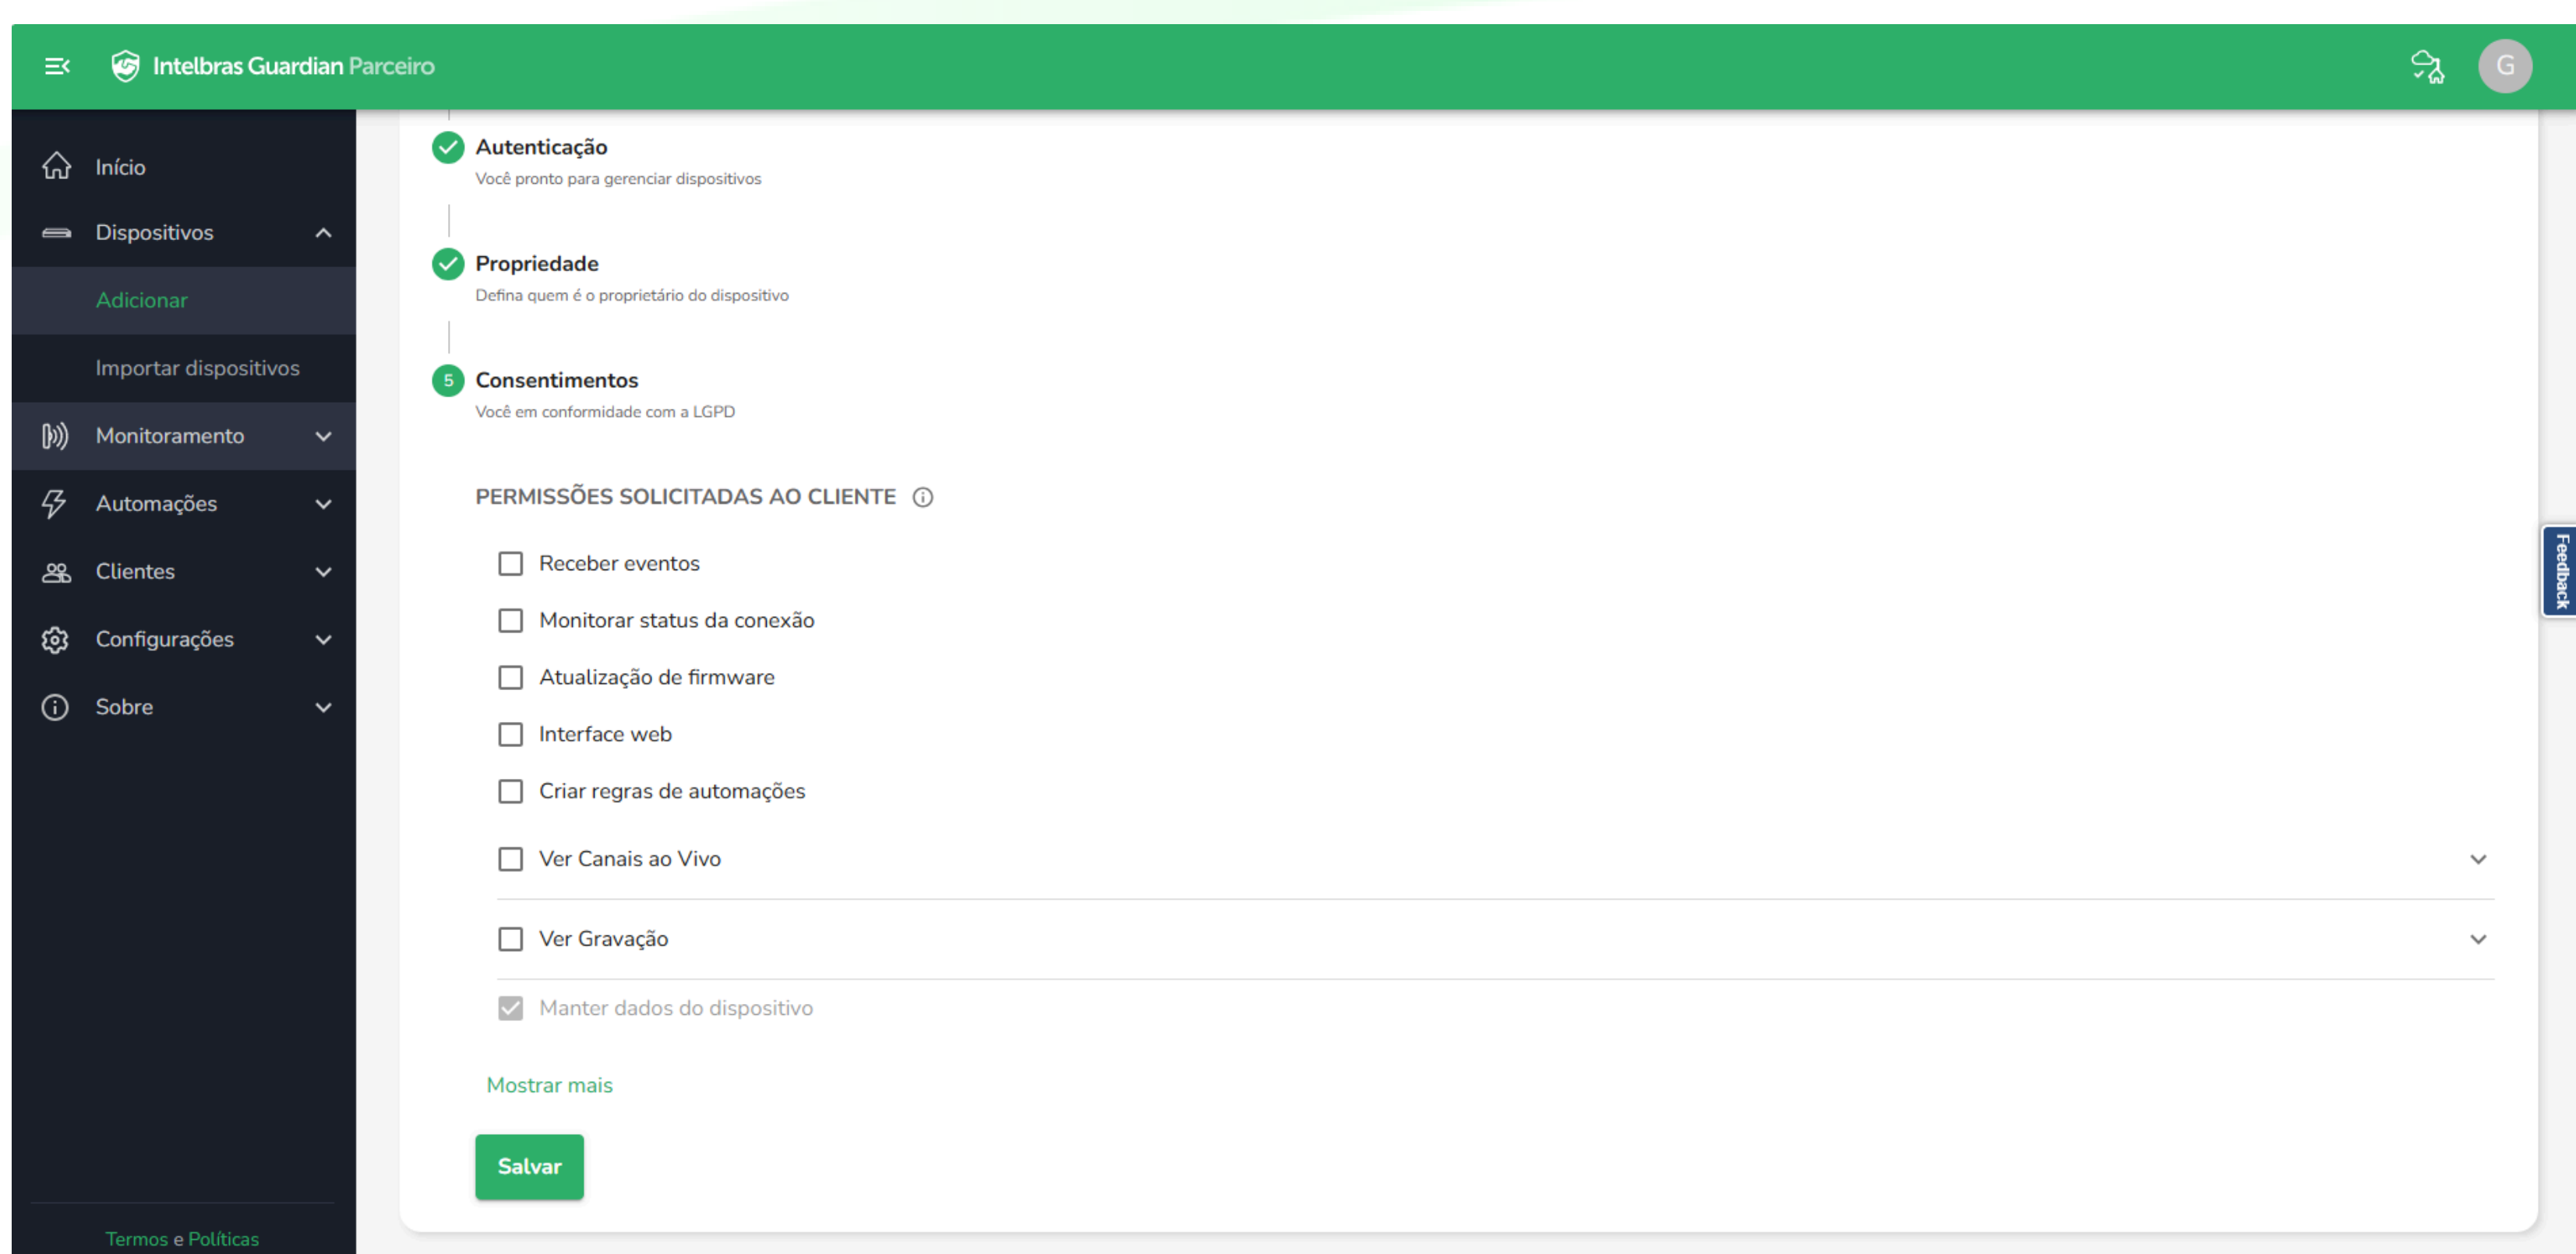 Intelbras Guardian Parceiro
G
Início
Dispositivos
Adicionar
Importar dispositivos
Monitoramento
Automações
Clientes
Configurações
Sobre
Termos e Políticas
Autenticação
Você pronto para gerenciar dispositivos
Propriedade
Defina quem é o proprietário do dispositivo
5 Consentimentos
Você em conformidade com a LGPD
PERMISSÕES SOLICITADAS AO CLIENTE
Receber eventos
Monitorar status da conexão
Atualização de firmware
Interface web
Criar regras de automações
Ver Canais ao Vivo
Ver Gravação
Manter dados do dispositivo
Mostrar mais
Salvar
Feedback